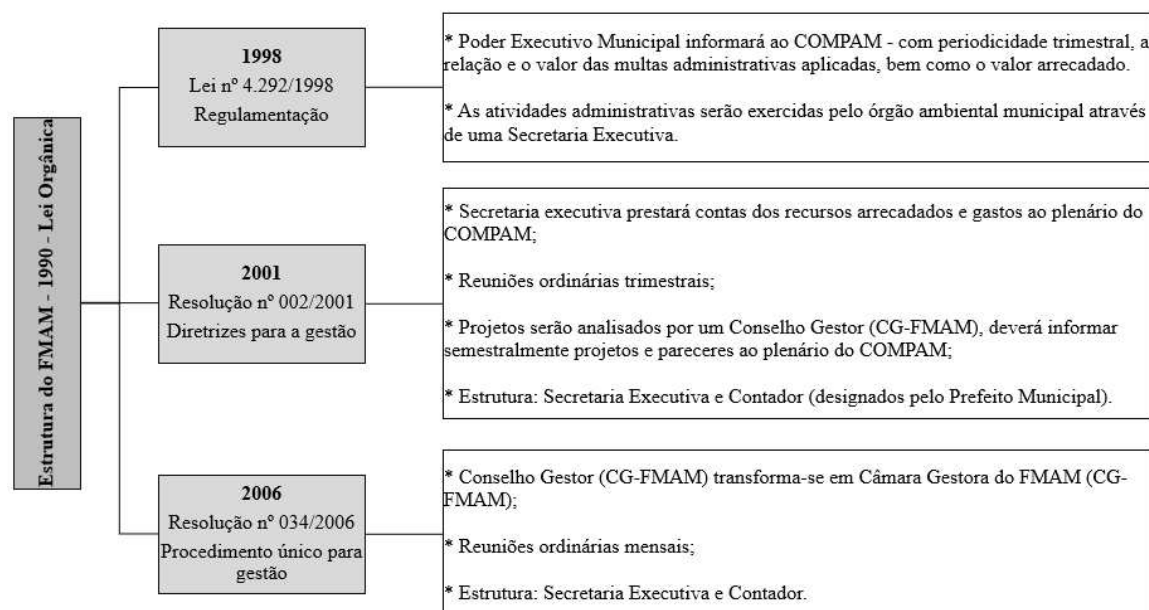 Estrutura do FMAM - 1990 - Lei Orgânica
1998
Lei nº 4.292/1998
Regulamentação
* Poder Executivo Municipal informará ao COMPAM - com periodicidade trimestral, a
relação e o valor das multas administrativas aplicadas, bem como o valor arrecadado.
* As atividades administrativas serão exercidas pelo órgão ambiental municipal através
de uma Secretaria Executiva.
2001
Resolução nº 002/2001
Diretrizes para a gestão
* Secretaria executiva prestará contas dos recursos arrecadados e gastos ao plenário do
COMPAM;
* Reuniões ordinárias trimestrais;
* Projetos serão analisados por um Conselho Gestor (CG-FMAM), deverá informar
semestralmente projetos e pareceres ao plenário do COMPAM;
* Estrutura: Secretaria Executiva e Contador (designados pelo Prefeito Municipal).
2006
Resolução nº 034/2006
Procedimento único para
gestão
* Conselho Gestor (CG-FMAM) transforma-se em Câmara Gestora do FMAM (CG-
FMAM);
* Reuniões ordinárias mensais;
* Estrutura: Secretaria Executiva e Contador.